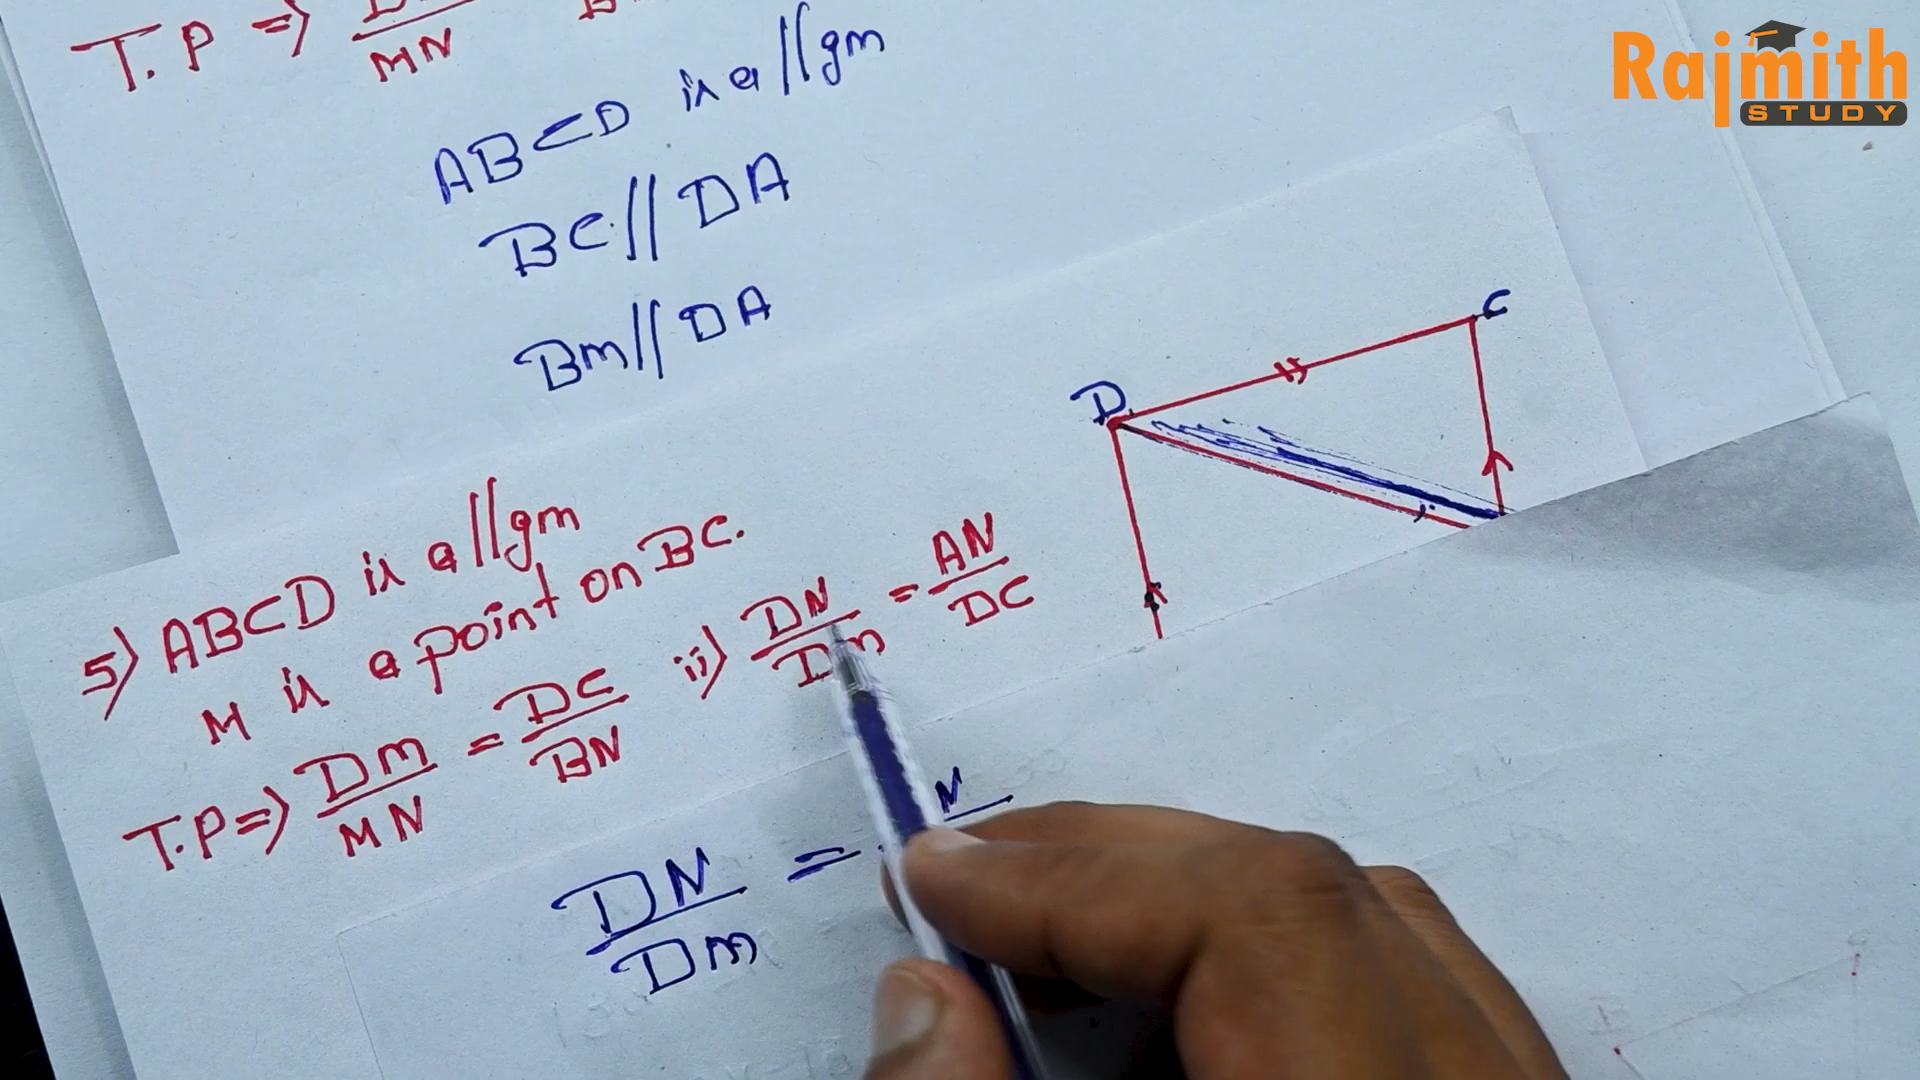 T.P ⇒
MN
ABCD is a //gm
BC // DA
Bm // DA
D
C
5) ABCD is a //gm
M is a point on BC.
T.P ⇒ DM/MN = DC/BN ii) DN/Dm = AN/DC
DN/Dm = N
Rajmith
STUDY